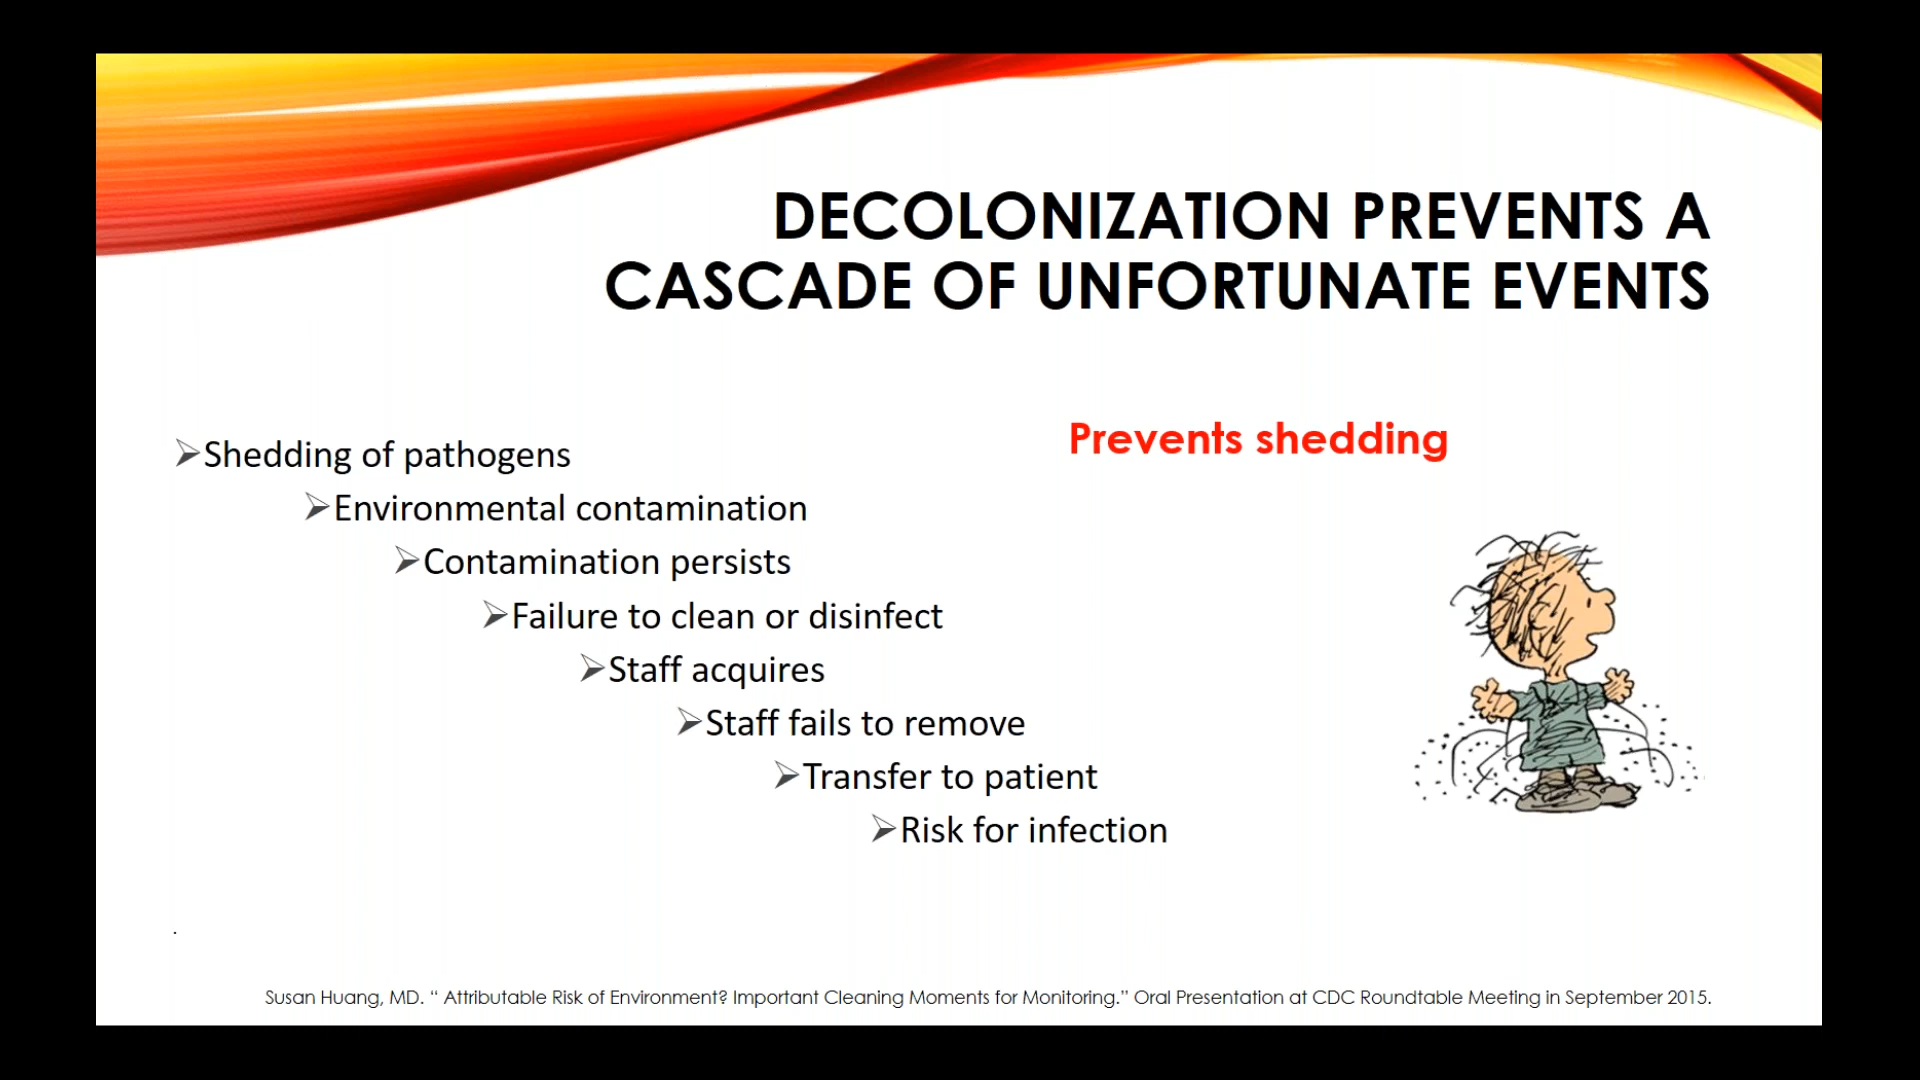 DECOLONIZATION PREVENTS A
CASCADE OF UNFORTUNATE EVENTS
Prevents shedding
➢Shedding of pathogens
➢Environmental contamination
➢Contamination persists
➢Failure to clean or disinfect
➢Staff acquires
➢Staff fails to remove
➢Transfer to patient
➢Risk for infection
.
Susan Huang, MD. “ Attributable Risk of Environment? Important Cleaning Moments for Monitoring.” Oral Presentation at CDC Roundtable Meeting in September 2015.